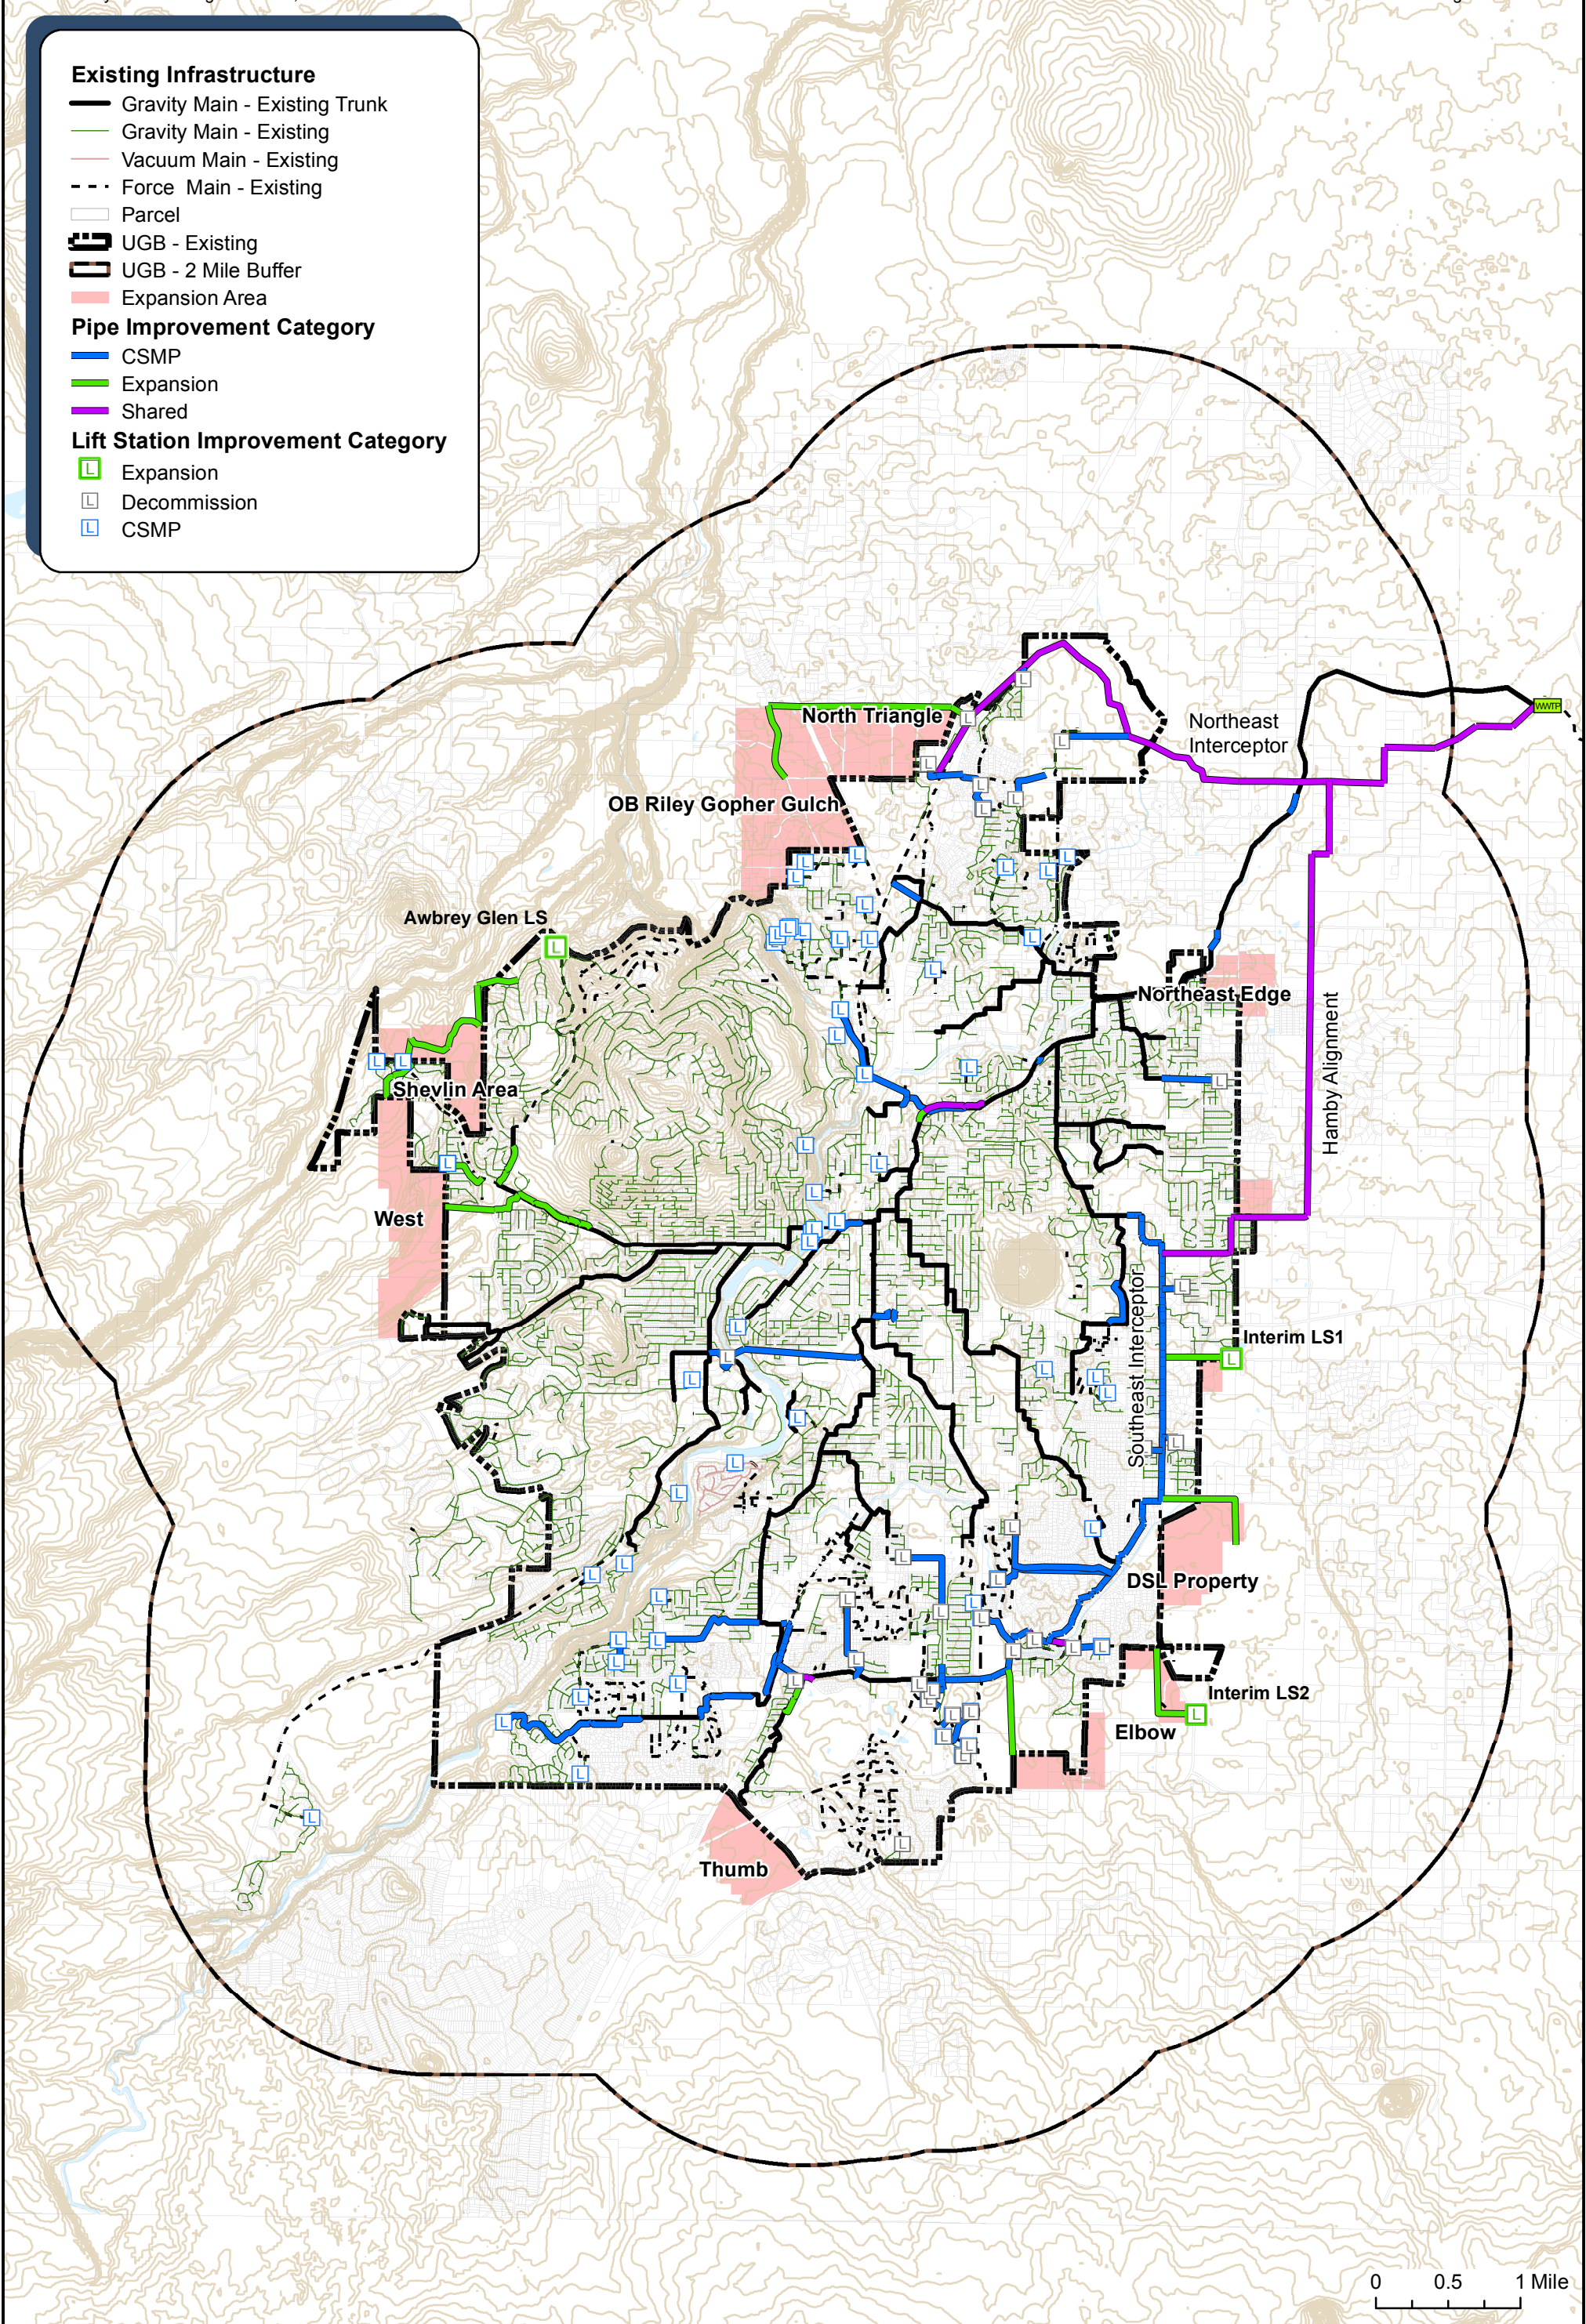 Existing Infrastructure
Gravity Main - Existing Trunk
Gravity Main - Existing
Vacuum Main - Existing
Force Main - Existing
Parcel
UGB - Existing
UGB - 2 Mile Buffer
Expansion Area
Pipe Improvement Category
CSMP
Expansion
Shared
Lift Station Improvement Category
L Expansion
L Decommission
L CSMP
North Triangle
Northeast
Interceptor
WWTP
OB Riley Gopher Gulch
Awbrey Glen LS
Northeast Edge
Hamby Alignment
Shevlin Area
West
Southeast Interceptor
Interim LS1
DSL Property
Interim LS2
Elbow
Thumb
0 0.5 1 Mile